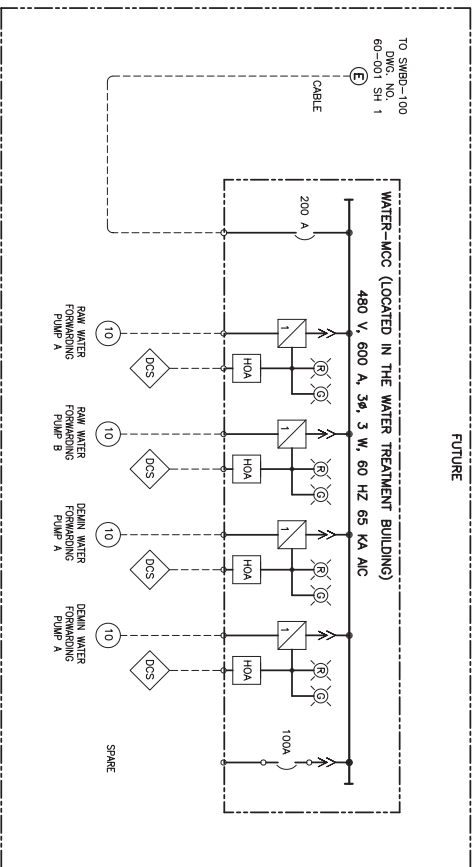 FUTURE
TO SWBD-100
DWG. NO.
60-001 SH 1
E
CABLE
WATER-MCC (LOCATED IN THE WATER TREATMENT BUILDING)
480 V, 600 A, 3Ø, 3 W, 60 HZ 65 KA AIC
200 A
1
R
G
HOA
DCS
10
RAW WATER
FORWARDING
PUMP A
1
R
G
HOA
DCS
10
RAW WATER
FORWARDING
PUMP B
1
R
G
HOA
DCS
10
DEMIN WATER
FORWARDING
PUMP A
1
R
G
HOA
DCS
10
DEMIN WATER
FORWARDING
PUMP A
100A
SPARE